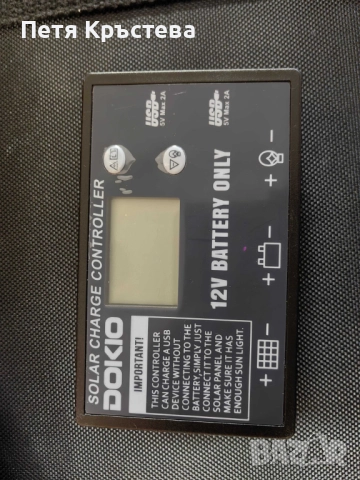 Петя Кръстева
SOLAR CHARGE CONTROLLER
DOKIO
IMPORTANT!
THIS CONTROLLER
CAN CHARGE A USB
DEVICE WITHOUT
CONNECTING TO THE
BATTERY,SIMPLY JUST
CONNECT IT TO THE
SOLAR PANEL AND
MAKE SURE IT HAS
ENOUGH SUN LIGHT.
USB
5V Max 2A
USB
5V Max 2A
12V BATTERY ONLY
+ -
+ -
+ -
BAZAR